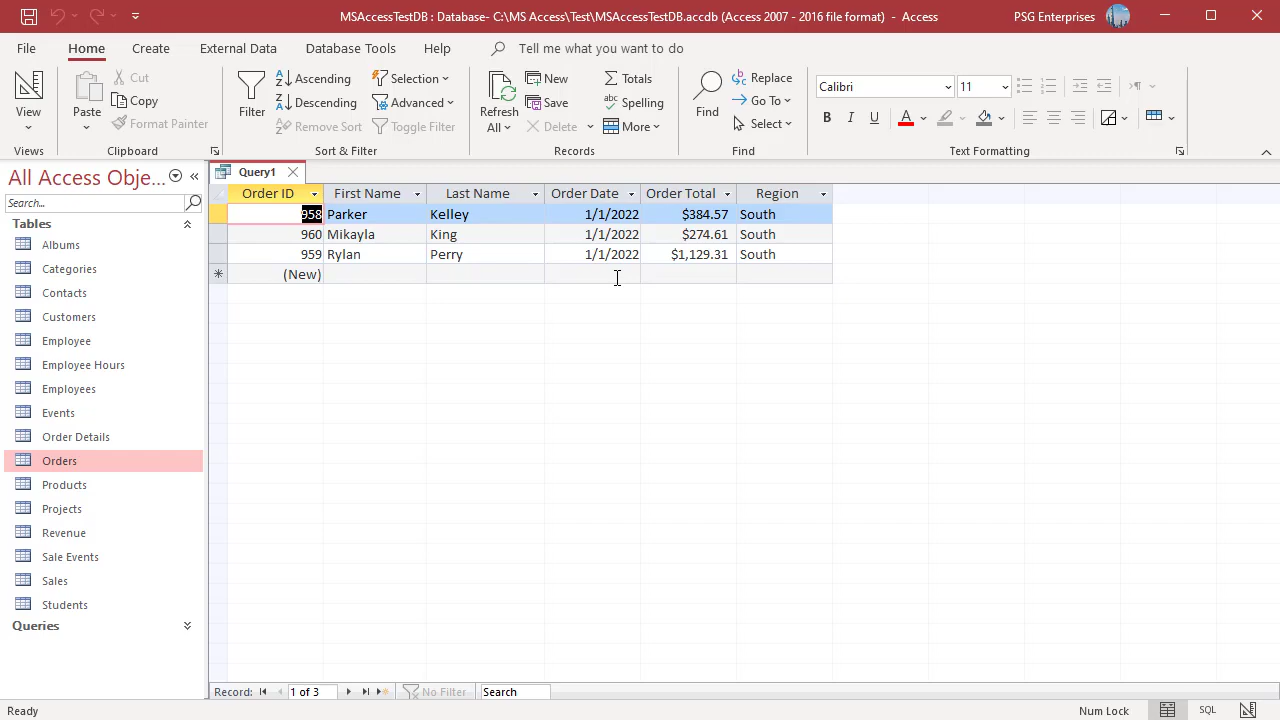 MSAccessTestDB : Database- C:\MS Access\Test\MSAccessTestDB.accdb (Access 2007 - 2016 file format) - Access
PSG Enterprises
File Home Create External Data Database Tools Help Tell me what you want to do
View
Views
Paste
Cut
Copy
Format Painter
Clipboard
Filter
Ascending
Descending
Remove Sort
Selection
Advanced
Toggle Filter
Sort & Filter
Refresh
All
New
Save
Delete
Totals
Spelling
More
Records
Find
Replace
Go To
Select
Find
Calibri 11
B I U A
Text Formatting
All Access Obje...
Search...
Tables
Albums
Categories
Contacts
Customers
Employee
Employee Hours
Employees
Events
Order Details
Orders
Products
Projects
Revenue
Sale Events
Sales
Students
Queries
Query1
Order ID First Name Last Name Order Date Order Total Region
958 Parker Kelley 1/1/2022 $384.57 South
960 Mikayla King 1/1/2022 $274.61 South
959 Rylan Perry 1/1/2022 $1,129.31 South
(New)
Record: 1 of 3 No Filter Search
Ready
Num Lock
SQL